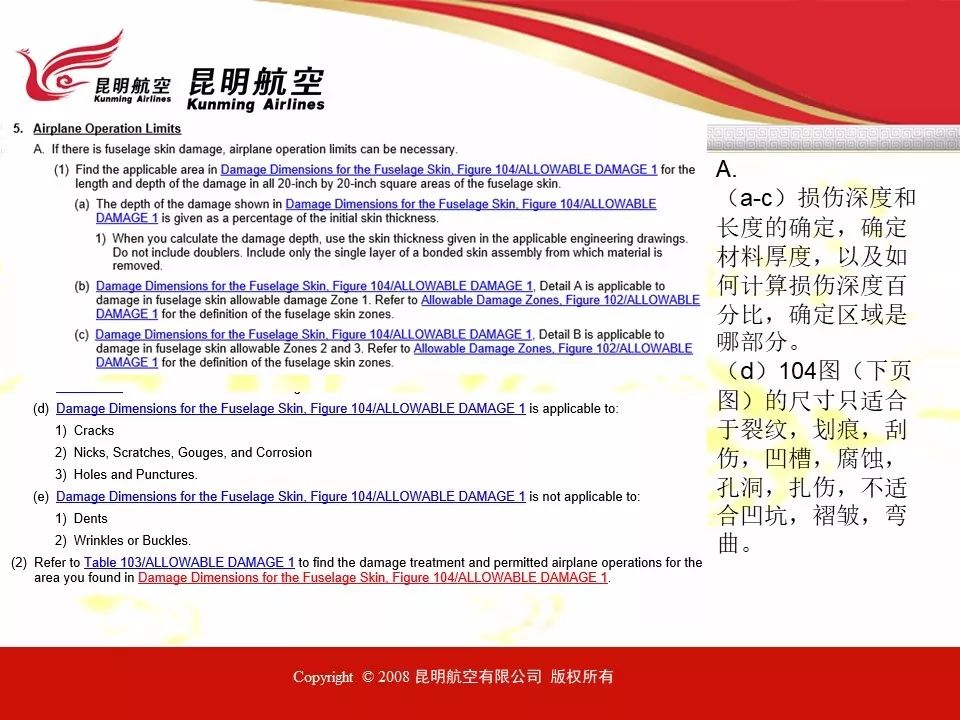 昆明航空
Kunming Airlines
昆明航空
Kunming Airlines
5. Airplane Operation Limits
A. If there is fuselage skin damage, airplane operation limits can be necessary.
(1) Find the applicable area in Damage Dimensions for the Fuselage Skin, Figure 104/ALLOWABLE DAMAGE 1 for the
length and depth of the damage in all 20-inch by 20-inch square areas of the fuselage skin.
(a) The depth of the damage shown in Damage Dimensions for the Fuselage Skin, Figure 104/ALLOWABLE
DAMAGE 1 is given as a percentage of the initial skin thickness.
1) When you calculate the damage depth, use the skin thickness given in the applicable engineering drawings.
Do not include doublers. Include only the single layer of a bonded skin assembly from which material is
removed.
(b) Damage Dimensions for the Fuselage Skin, Figure 104/ALLOWABLE DAMAGE 1, Detail A is applicable to
damage in fuselage skin allowable damage Zone 1. Refer to Allowable Damage Zones, Figure 102/ALLOWABLE
DAMAGE 1 for the definition of the fuselage skin zones.
(c) Damage Dimensions for the Fuselage Skin, Figure 104/ALLOWABLE DAMAGE 1, Detail B is applicable to
damage in fuselage skin allowable Zones 2 and 3. Refer to Allowable Damage Zones, Figure 102/ALLOWABLE
DAMAGE 1 for the definition of the fuselage skin zones.
(d) Damage Dimensions for the Fuselage Skin, Figure 104/ALLOWABLE DAMAGE 1 is applicable to:
1) Cracks
2) Nicks, Scratches, Gouges, and Corrosion
3) Holes and Punctures.
(e) Damage Dimensions for the Fuselage Skin, Figure 104/ALLOWABLE DAMAGE 1 is not applicable to:
1) Dents
2) Wrinkles or Buckles.
(2) Refer to Table 103/ALLOWABLE DAMAGE 1 to find the damage treatment and permitted airplane operations for the
area you found in Damage Dimensions for the Fuselage Skin, Figure 104/ALLOWABLE DAMAGE 1.
A.
（a-c）损伤深度和
长度的确定，确定
材料厚度，以及如
何计算损伤深度百
分比，确定区域是
哪部分。
（d）104图（下页
图）的尺寸只适合
于裂纹，划痕，刮
伤，凹槽，腐蚀，
孔洞，扎伤，不适
合凹坑，褶皱，弯
曲。
Copyright © 2008 昆明航空有限公司 版权所有